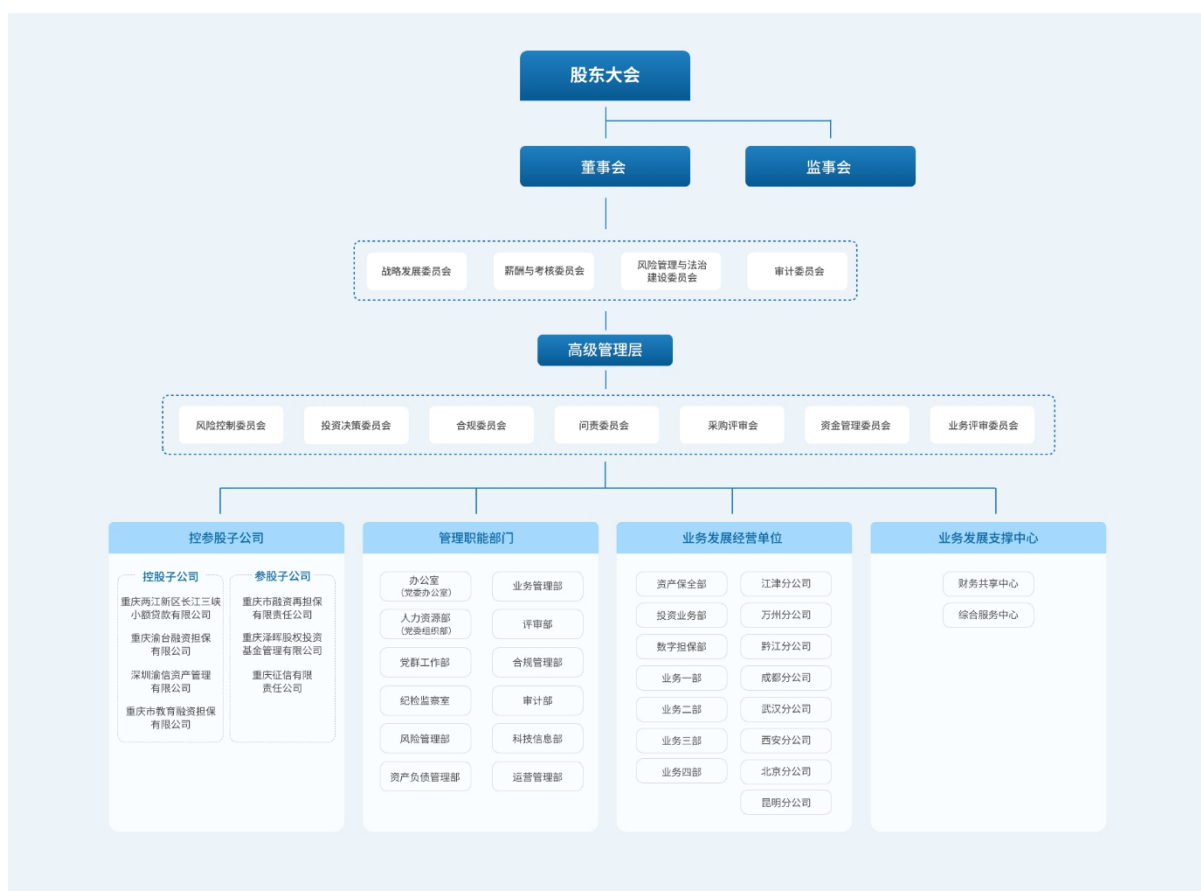 股东大会
董事会
监事会
战略发展委员会
薪酬与考核委员会
风险管理与法治
建设委员会
审计委员会
高级管理层
风险控制委员会
投资决策委员会
合规委员会
问责委员会
采购评审会
资金管理委员会
业务评审委员会
控参股子公司
控股子公司
重庆两江新区长江三峡
小额贷款有限公司
重庆渝台融资担保
有限公司
深圳渝信资产管理
有限公司
重庆市教育融资担保
有限公司
参股子公司
重庆市融资再担保
有限责任公司
重庆泽晖股权投资
基金管理有限公司
重庆征信有限
责任公司
管理职能部门
办公室
(党委办公室)
人力资源部
(党委组织部)
党群工作部
纪检监察室
风险管理部
资产负债管理部
业务管理部
评审部
合规管理部
审计部
科技信息部
运营管理部
业务发展经营单位
资产保全部
投资业务部
数字担保部
业务一部
业务二部
业务三部
业务四部
江津分公司
万州分公司
黔江分公司
成都分公司
武汉分公司
西安分公司
北京分公司
昆明分公司
业务发展支撑中心
财务共享中心
综合服务中心